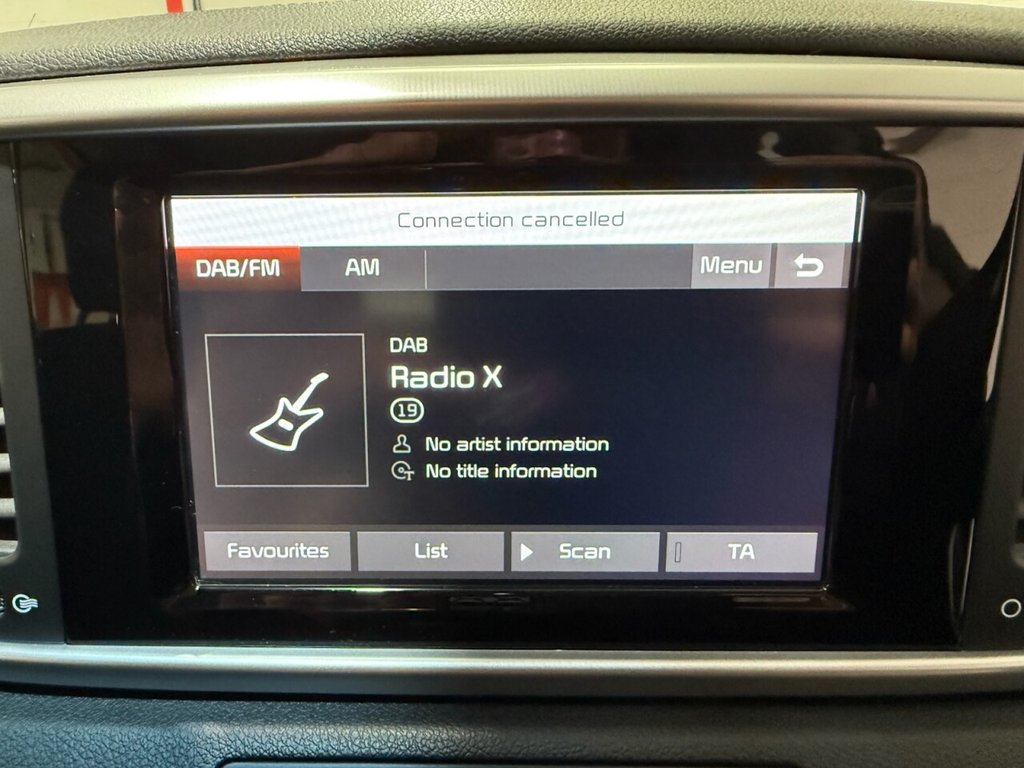 Connection cancelled
DAB/FM AM Menu
DAB
Radio X
19
No artist information
No title information
Favourites List Scan TA